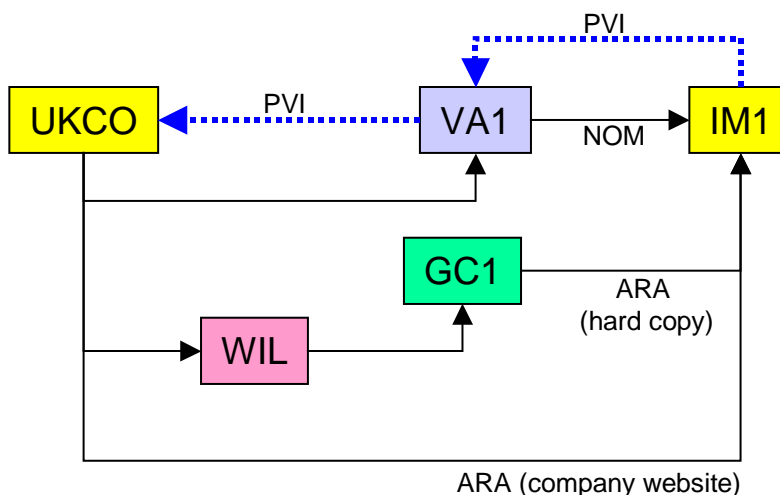 PVI
PVI
UKCO
VA1
IM1
NOM
GC1
ARA
(hard copy)
WIL
ARA (company website)